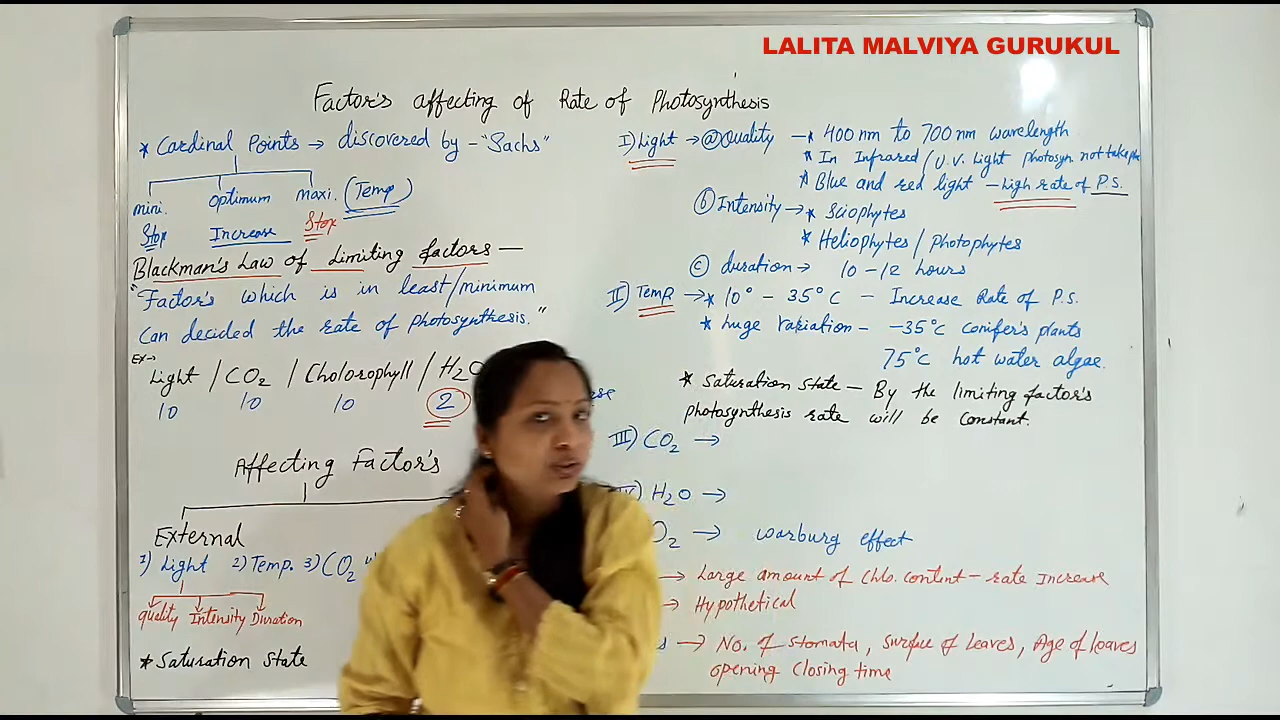 LALITA MALVIYA GURUKUL
Factor's affecting of Rate of Photosynthesis
* Cardinal Points → discovered by - "Sachs"
mini. optimum maxi. (Temp)
Stop Increase Stop
Blackman's Law of Limiting factors —
"Factor's which is in least/minimum
can decided the rate of photosynthesis."
Ex→
Light / CO₂ / Cholorophyll / H₂O
10 10 10 2
Affecting Factor's
External
1) Light 2) Temp. 3) CO₂
Quality Intensity Duration
* Saturation State
I) Light → ⓐ Quality — * 400nm to 700nm wavelength
* In Infrared / U.V. Light photosyn. not take
* Blue and red light — high rate of P.S.
ⓑ Intensity → * Sciophytes
* Heliophytes / Photophytes
ⓒ duration → 10 - 12 hours
II) Temp → * 10° - 35°C — Increase Rate of P.S.
* huge variation - -35°C conifer's plants
75°C hot water algae.
* Saturation State — By the limiting factor's
photosynthesis rate will be constant.
III) CO₂ →
H₂O →
O₂ → warburg effect
→ Large amount of Chlo. content - rate Increase
→ Hypothetical
→ No. of stomata, surface of leaves, Age of leaves
opening closing time